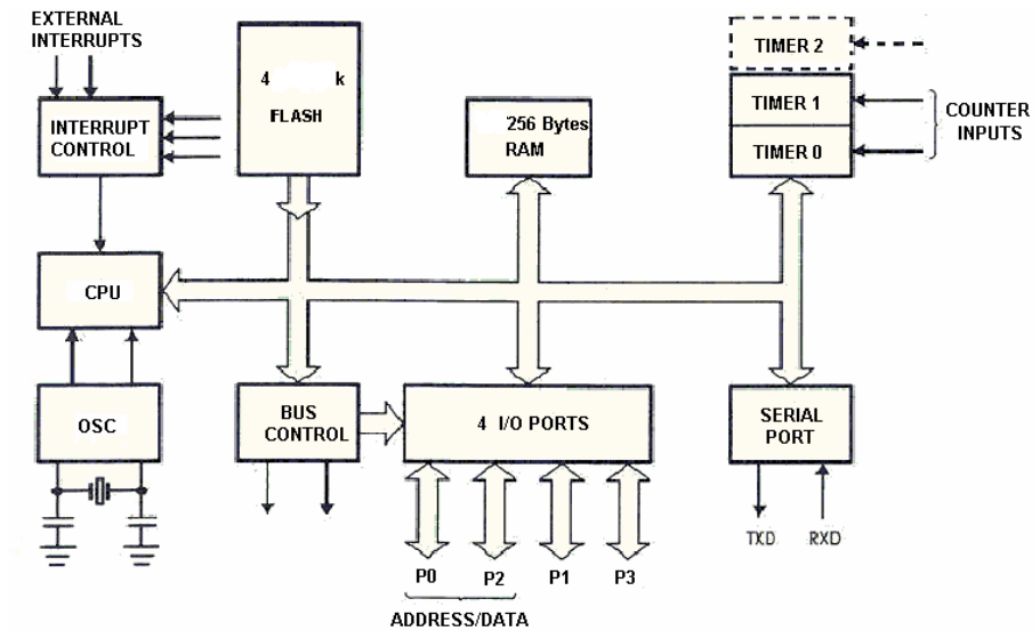 EXTERNAL
INTERRUPTS
INTERRUPT
CONTROL
4 k
FLASH
256 Bytes
RAM
TIMER 2
TIMER 1
TIMER 0
COUNTER
INPUTS
CPU
OSC
BUS
CONTROL
4 I/O PORTS
SERIAL
PORT
TXD RXD
P0 P2 P1 P3
ADDRESS/DATA